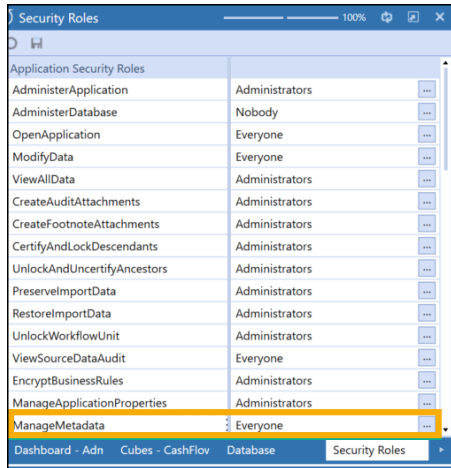 Security Roles 100%
Application Security Roles
AdministerApplication Administrators ...
AdministerDatabase Nobody ...
OpenApplication Everyone ...
ModifyData Everyone ...
ViewAllData Administrators ...
CreateAuditAttachments Administrators ...
CreateFootnoteAttachments Administrators ...
CertifyAndLockDescendants Administrators ...
UnlockAndUncertifyAncestors Administrators ...
PreserveImportData Administrators ...
RestoreImportData Administrators ...
UnlockWorkflowUnit Administrators ...
ViewSourceDataAudit Everyone ...
EncryptBusinessRules Administrators ...
ManageApplicationProperties Administrators ...
ManageMetadata Everyone ...
Dashboard - Adn Cubes - CashFlov Database Security Roles